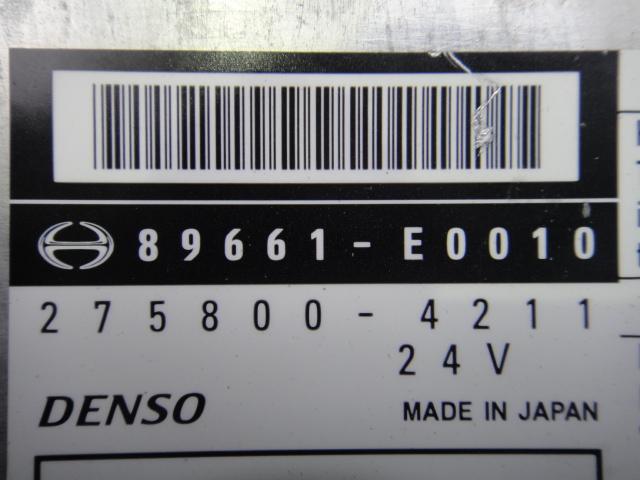 89661-E0010
275800-4211
24V
DENSO
MADE IN JAPAN